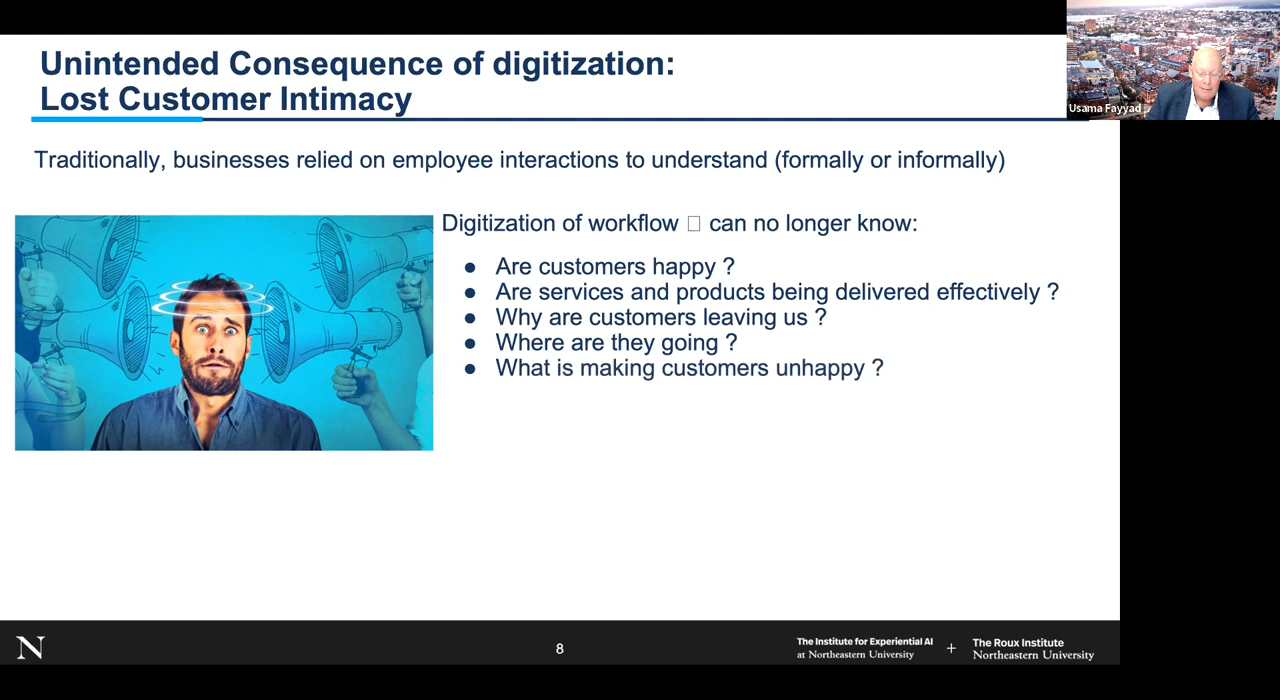 Unintended Consequence of digitization:
Lost Customer Intimacy
Usama Fayyad
Traditionally, businesses relied on employee interactions to understand (formally or informally)
Digitization of workflow □ can no longer know:
● Are customers happy ?
● Are services and products being delivered effectively ?
● Why are customers leaving us ?
● Where are they going ?
● What is making customers unhappy ?
N
8
The Institute for Experiential AI
at Northeastern University
+
The Roux Institute
Northeastern University